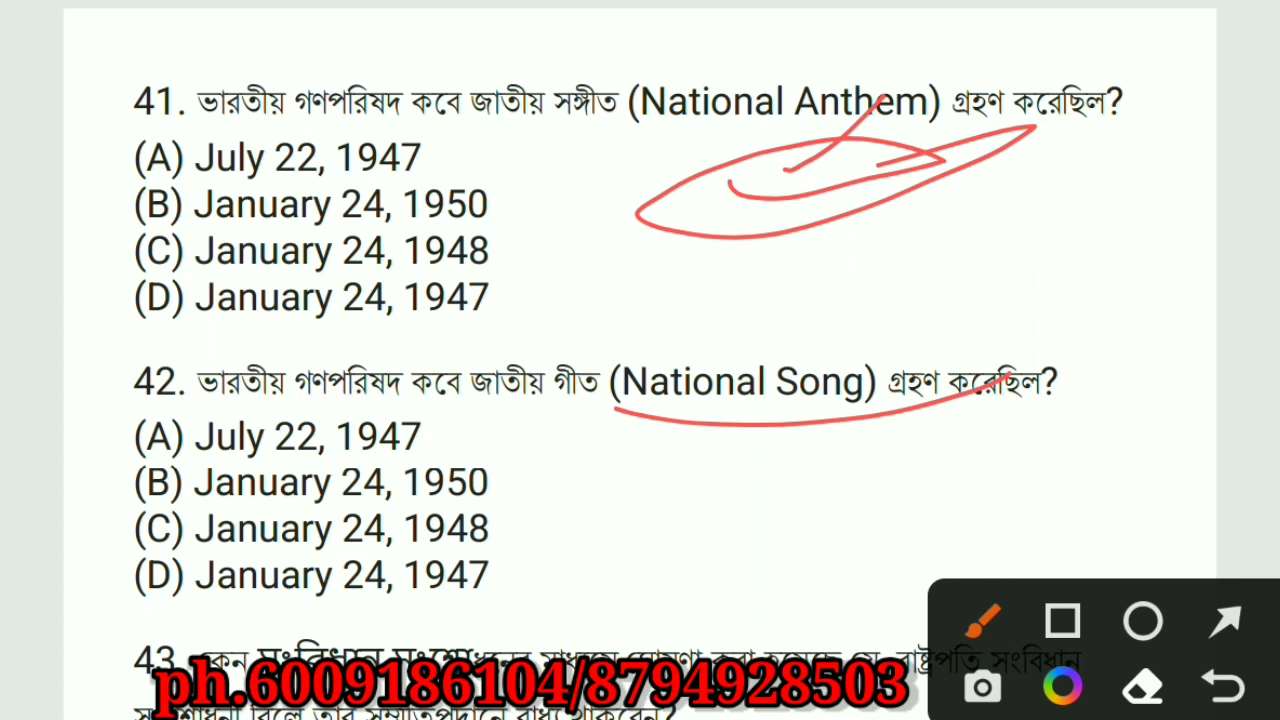 41. ভারতীয় গণপরিষদ কবে জাতীয় সঙ্গীত (National Anthem) গ্রহণ করেছিল?
(A) July 22, 1947
(B) January 24, 1950
(C) January 24, 1948
(D) January 24, 1947
42. ভারতীয় গণপরিষদ কবে জাতীয় গীত (National Song) গ্রহণ করেছিল?
(A) July 22, 1947
(B) January 24, 1950
(C) January 24, 1948
(D) January 24, 1947
43. কোন সংবিধান রাষ্ট্রপতি সংবিধান
ph.6009186104/8794928503